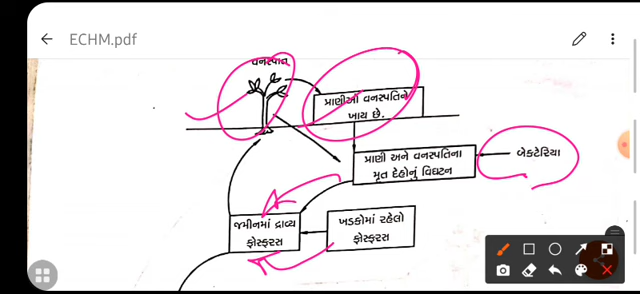 ECHM.pdf
વનસ્પતિ
પ્રાણીઓ વનસ્પતિને
ખાય છે.
પ્રાણી અને વનસ્પતિના
મૃત દેહોનું વિઘટન
બેક્ટેરિયા
જમીનમાં દ્રાવ્ય
ફોસ્ફરસ
ખડકોમાં રહેલો
ફોસ્ફરસ